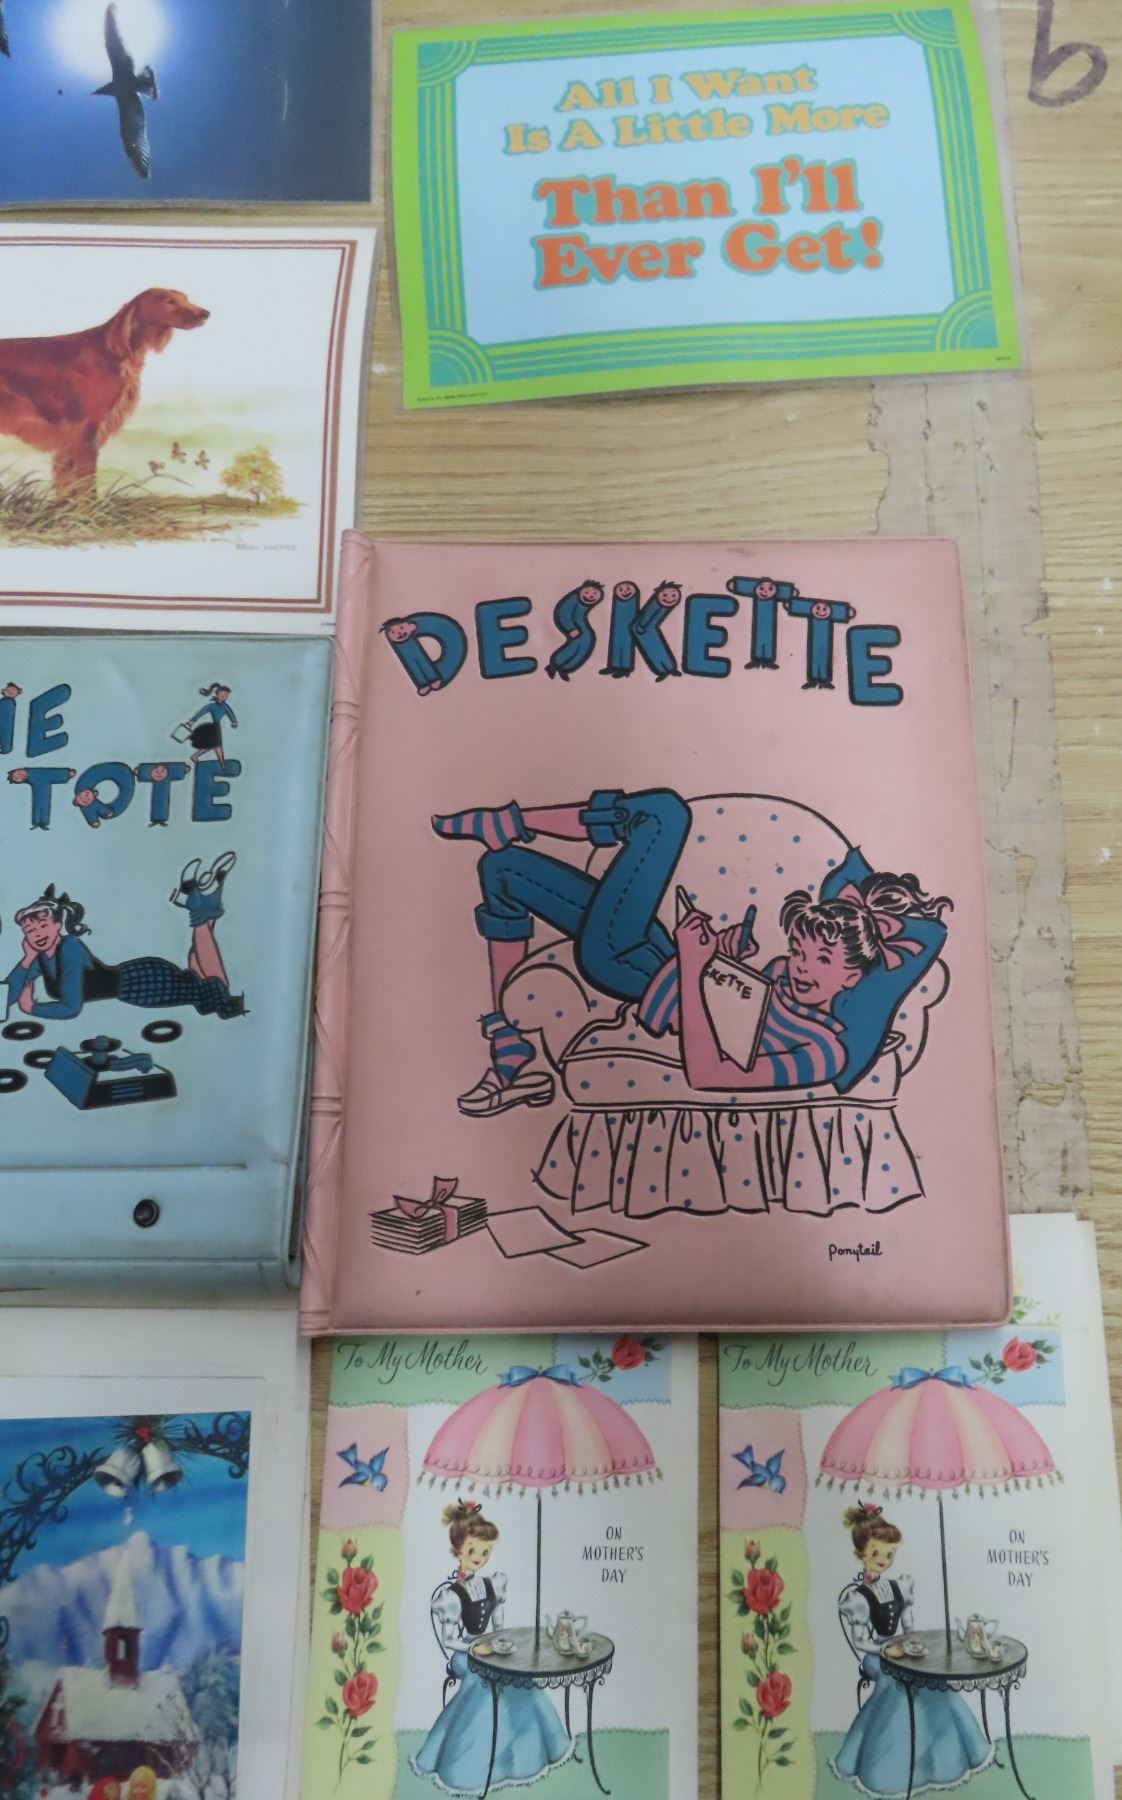 b
All I Want
Is A Little More
Than I'll
Ever Get!
DESKETTE
IE
TOTE
KETTE
Ponytail
To My Mother
ON
MOTHER'S
DAY
To My Mother
ON
MOTHER'S
DAY